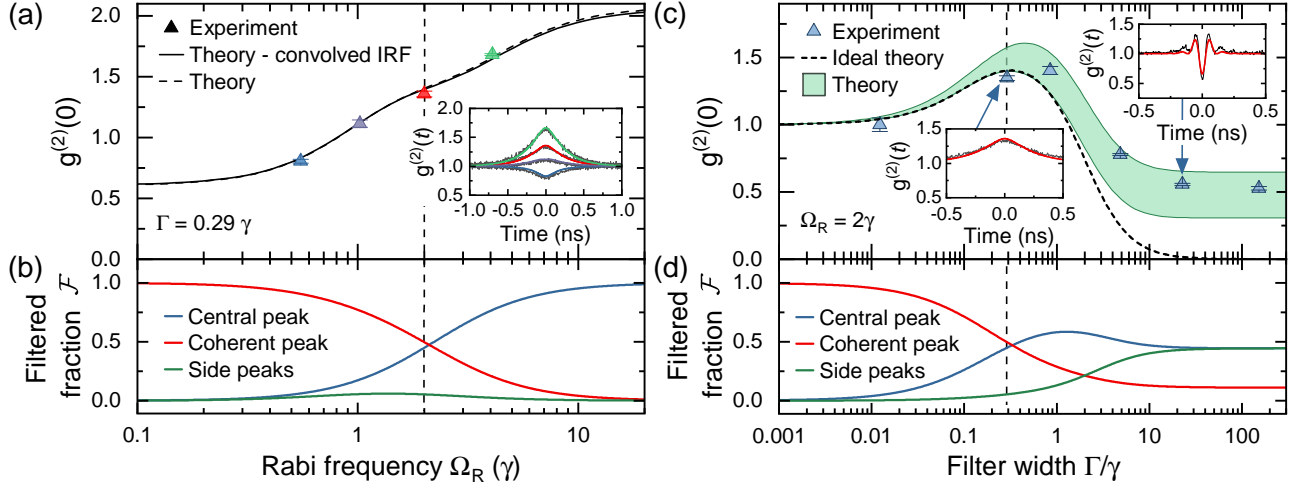 (a)
2.0
1.5
1.0
0.5
0.0
g(2)(0)
Experiment
Theory - convolved IRF
Theory
Γ = 0.29 γ
2.0
1.5
1.0
0.5
g(2)(t)
-1.0 -0.5 0.0 0.5 1.0
Time (ns)
(b)
1.0
0.5
0.0
Filtered
fraction ℱ
Central peak
Coherent peak
Side peaks
0.1 1 10
Rabi frequency ΩR (γ)
(c)
2.0
1.5
1.0
0.5
0.0
g(2)(0)
Experiment
Ideal theory
Theory
ΩR = 2γ
1.5
1.0
0.5
g(2)(t)
-0.5 0.0 0.5
Time (ns)
1.5
1.0
0.5
g(2)(t)
-0.5 0.0 0.5
Time (ns)
(d)
1.0
0.5
0.0
Filtered
fraction ℱ
Central peak
Coherent peak
Side peaks
0.001 0.01 0.1 1 10 100
Filter width Γ/γ